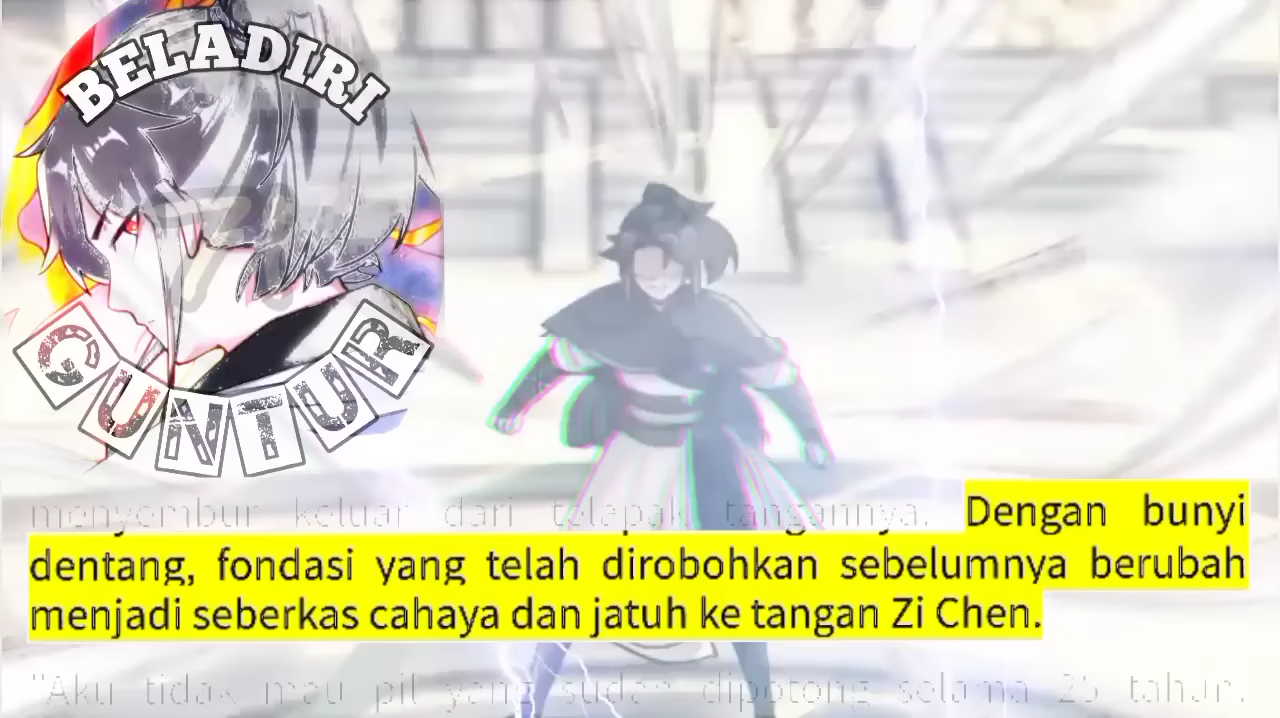 BELADIRI
GUNTUR
menyembur keluar dari telapak tangannya. Dengan bunyi
dentang, fondasi yang telah dirobohkan sebelumnya berubah
menjadi seberkas cahaya dan jatuh ke tangan Zi Chen.
"Aku tidak mau pil yang sudah dipotong selama 25 tahun.